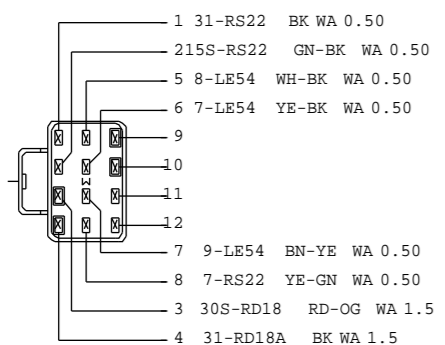 1 31-RS22 BK WA 0.50
215S-RS22 GN-BK WA 0.50
5 8-LE54 WH-BK WA 0.50
6 7-LE54 YE-BK WA 0.50
9
10
11
12
7 9-LE54 BN-YE WA 0.50
8 7-RS22 YE-GN WA 0.50
3 30S-RD18 RD-OG WA 1.5
4 31-RD18A BK WA 1.5